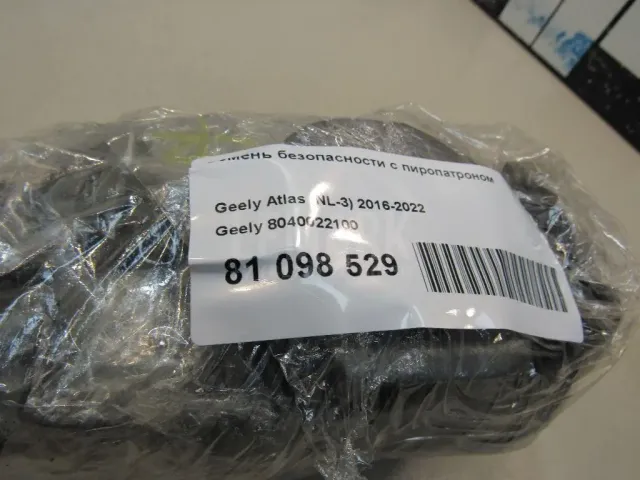 Ремень безопасности с пиропатроном
Geely Atlas (NL-3) 2016-2022
Geely 8040022100
81 098 529